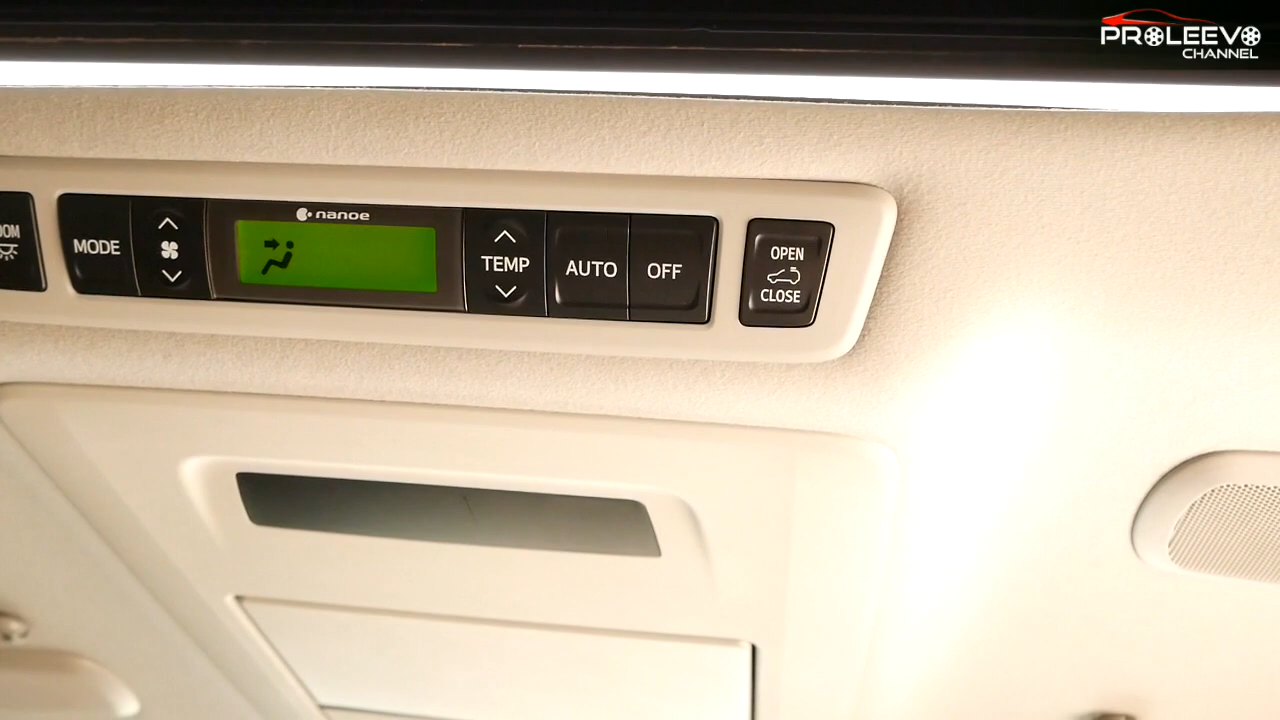 PROLEEVO
CHANNEL
nanoe
MODE
TEMP
AUTO
OFF
OPEN
CLOSE